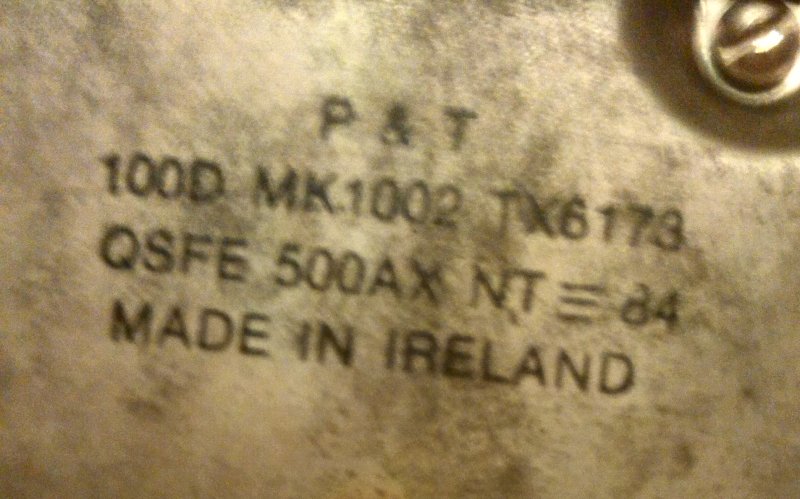 P & T
100D MK1002 TX6173
QSFE 500AX NT ≡ 84
MADE IN IRELAND